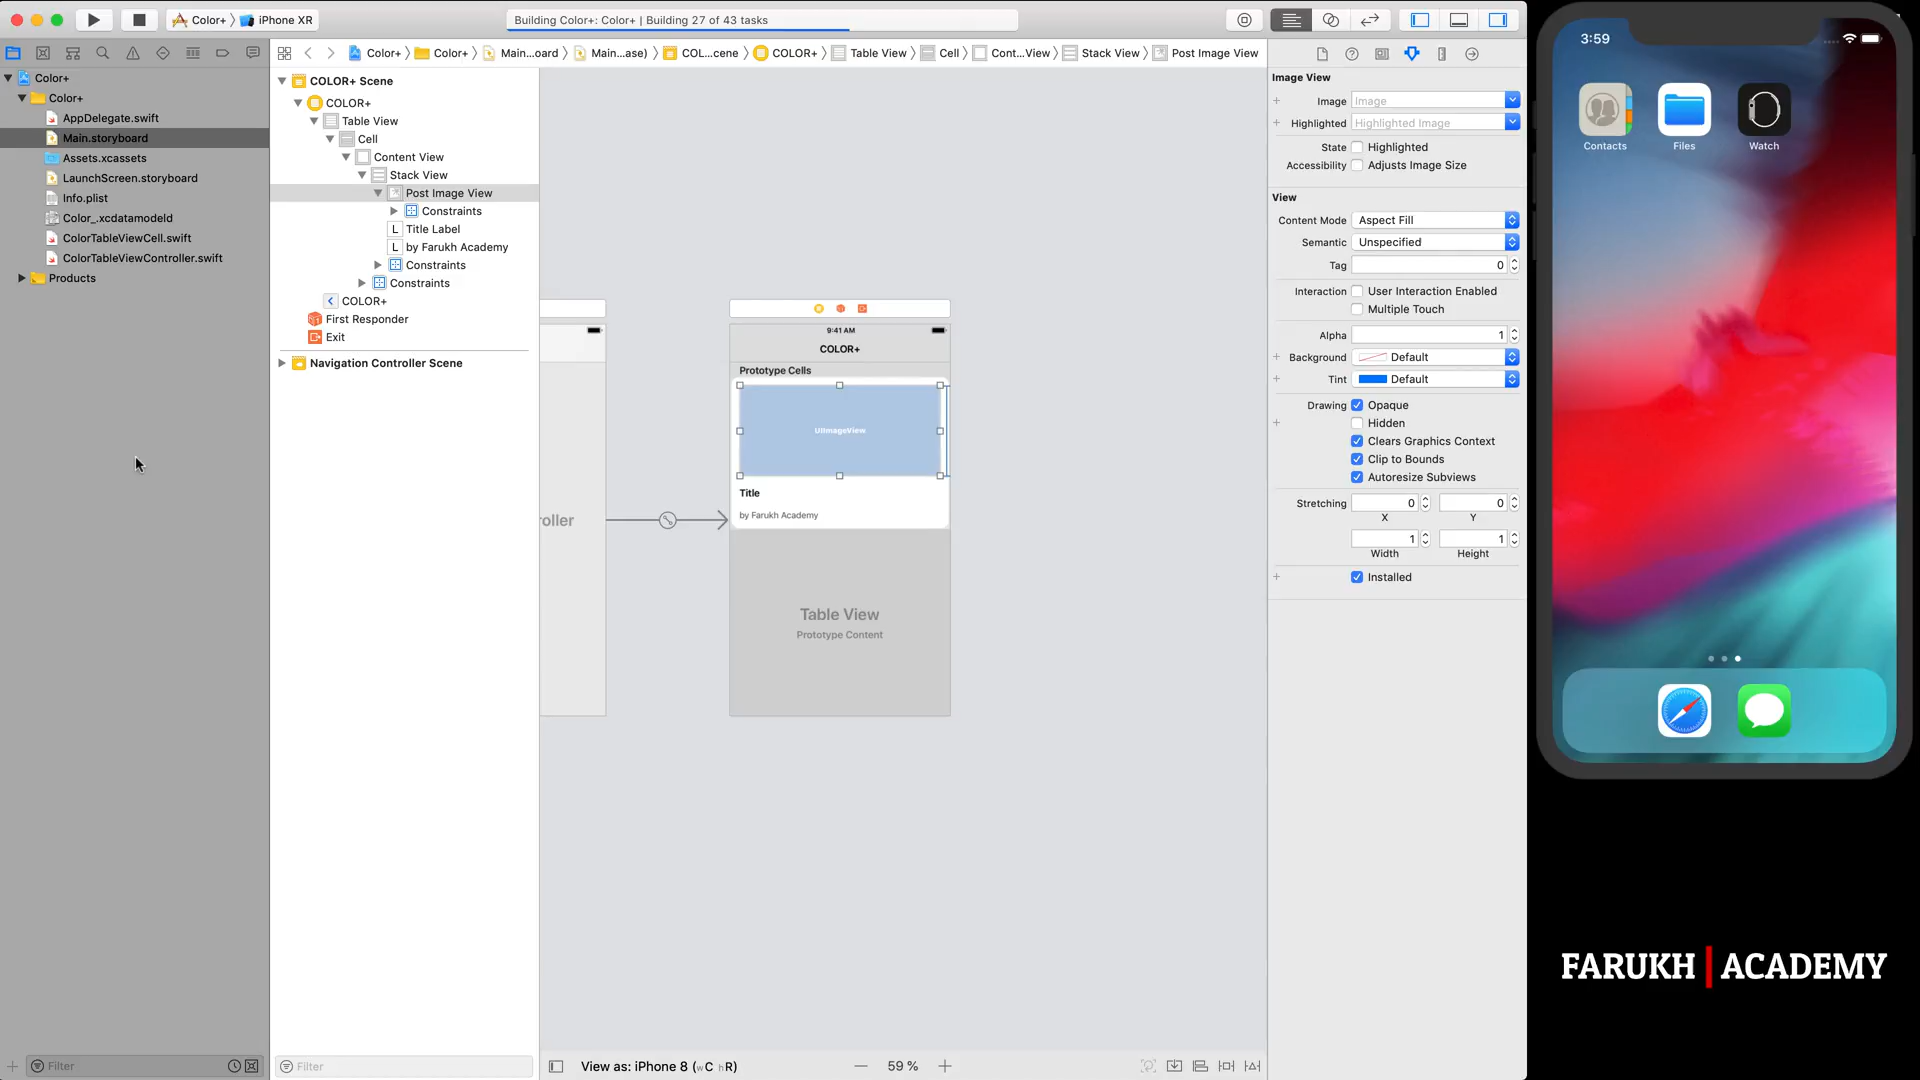 Color+ iPhone XR
Building Color+: Color+ | Building 27 of 43 tasks
Color+ Color+ Main...oard Main...ase) COL...cene COLOR+ Table View Cell Cont...View Stack View Post Image View
Color+
Color+
AppDelegate.swift
Main.storyboard
Assets.xcassets
LaunchScreen.storyboard
Info.plist
Color_.xcdatamodeld
ColorTableViewCell.swift
ColorTableViewController.swift
Products
Filter
COLOR+ Scene
COLOR+
Table View
Cell
Content View
Stack View
Post Image View
Constraints
L Title Label
L by Farukh Academy
Constraints
Constraints
COLOR+
First Responder
Exit
Navigation Controller Scene
Filter
roller
9:41 AM
COLOR+
Prototype Cells
UIImageView
Title
by Farukh Academy
Table View
Prototype Content
View as: iPhone 8 (wC hR)
59 %
Image View
Image Image
Highlighted Highlighted Image
State Highlighted
Accessibility Adjusts Image Size
View
Content Mode Aspect Fill
Semantic Unspecified
Tag 0
Interaction User Interaction Enabled
Multiple Touch
Alpha 1
Background Default
Tint Default
Drawing Opaque
Hidden
Clears Graphics Context
Clip to Bounds
Autoresize Subviews
Stretching 0 0
X Y
1 1
Width Height
Installed
3:59
Contacts Files Watch
FARUKH ACADEMY